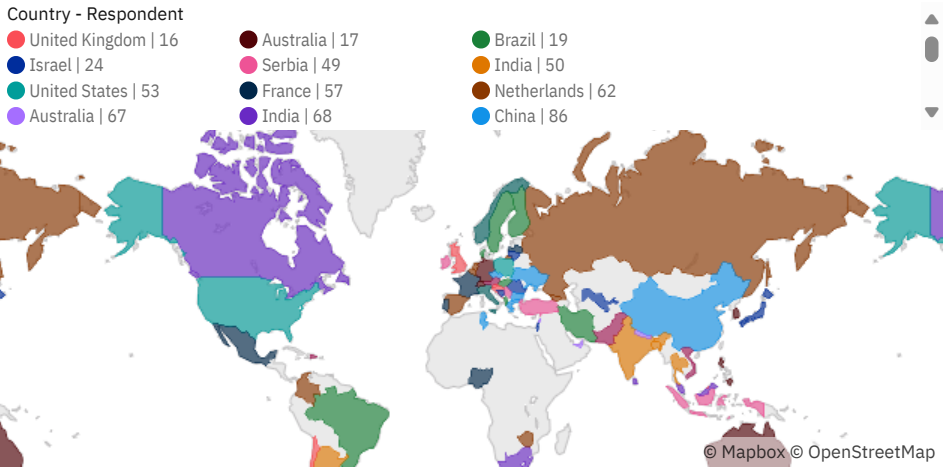 Country - Respondent
United Kingdom | 16
Australia | 17
Brazil | 19
Israel | 24
Serbia | 49
India | 50
United States | 53
France | 57
Netherlands | 62
Australia | 67
India | 68
China | 86
© Mapbox © OpenStreetMap